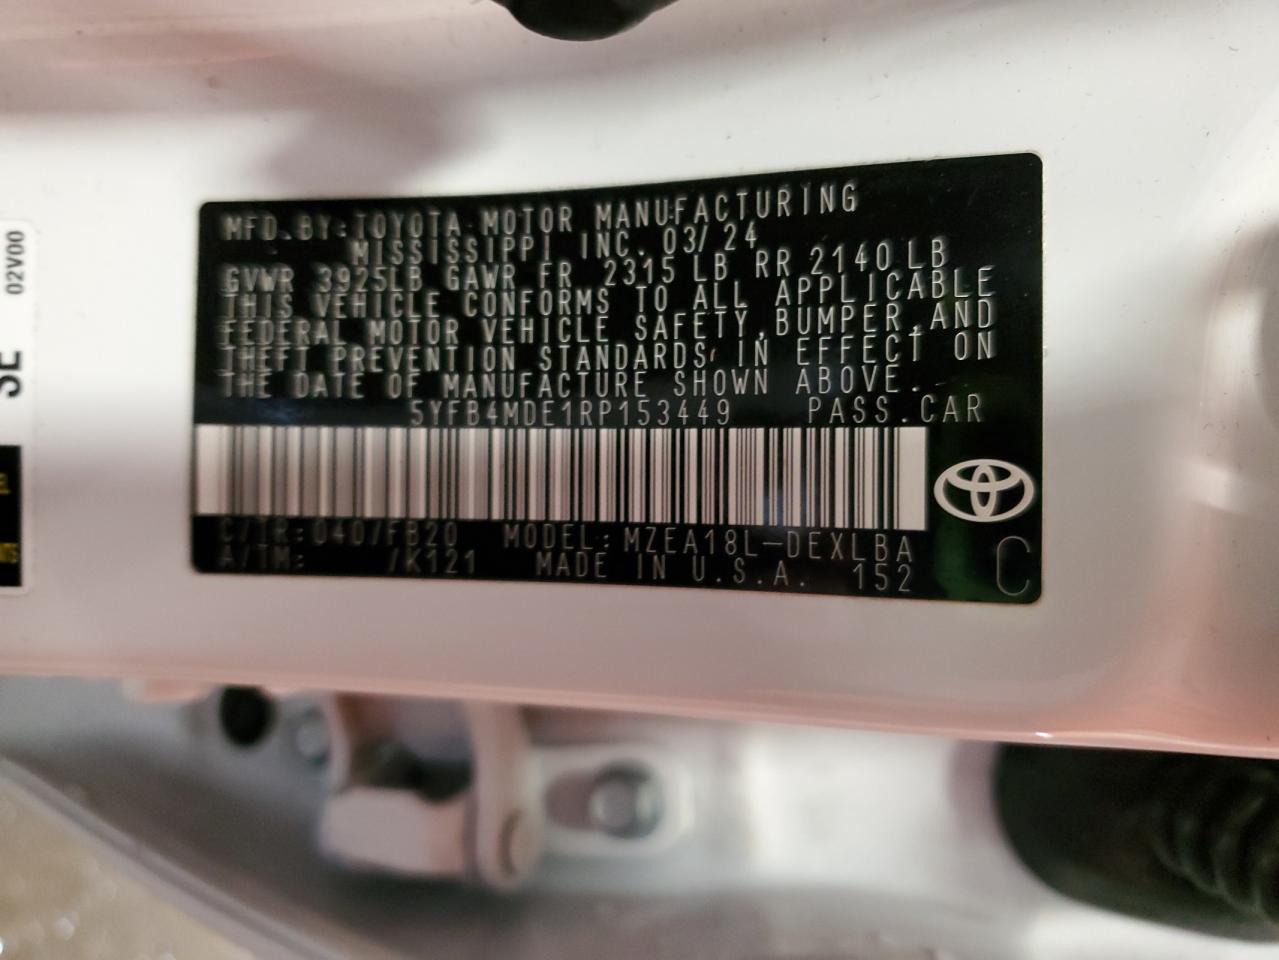 MFD. BY: TOYOTA MOTOR MANUFACTURING
MISSISSIPPI, INC. 03/24
GVWR 3925LB GAWR FR 2315 LB RR 2140 LB
THIS VEHICLE CONFORMS TO ALL APPLICABLE
FEDERAL MOTOR VEHICLE SAFETY, BUMPER, AND
THEFT PREVENTION STANDARDS IN EFFECT ON
THE DATE OF MANUFACTURE SHOWN ABOVE.
5YFB4MDE1RP153449 PASS.CAR
C/TR: 040/FB20 MODEL: MZEA18L-DEXLBA
A/TM: /K121 MADE IN U.S.A. 152
C
02V00